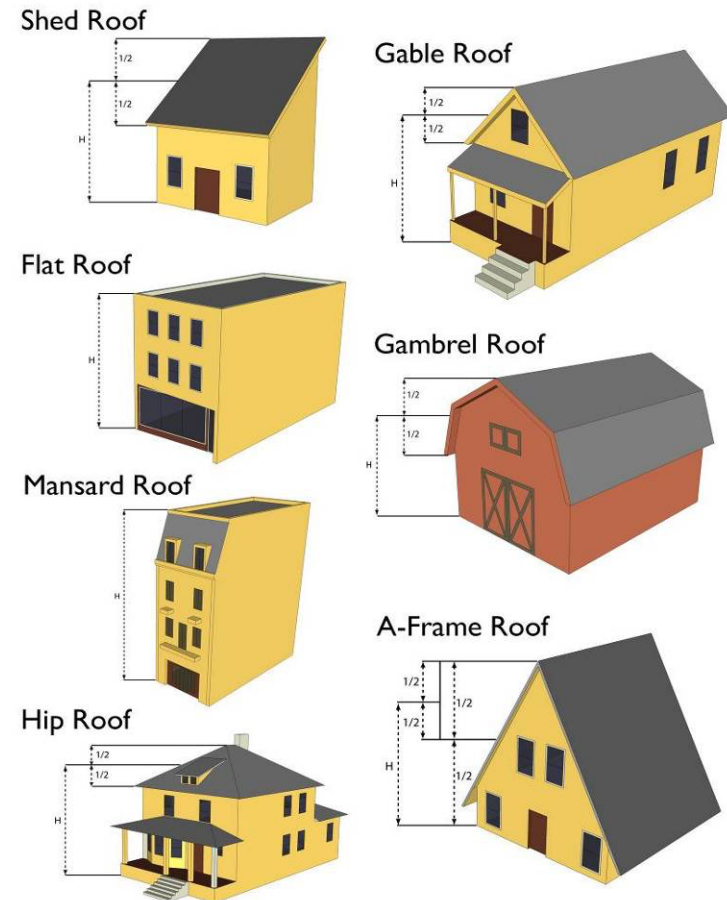 Shed Roof
1/2
1/2
H
Gable Roof
1/2
1/2
H
Flat Roof
H
Gambrel Roof
1/2
1/2
H
Mansard Roof
H
A-Frame Roof
1/2
1/2
1/2
H
1/2
Hip Roof
1/2
1/2
H